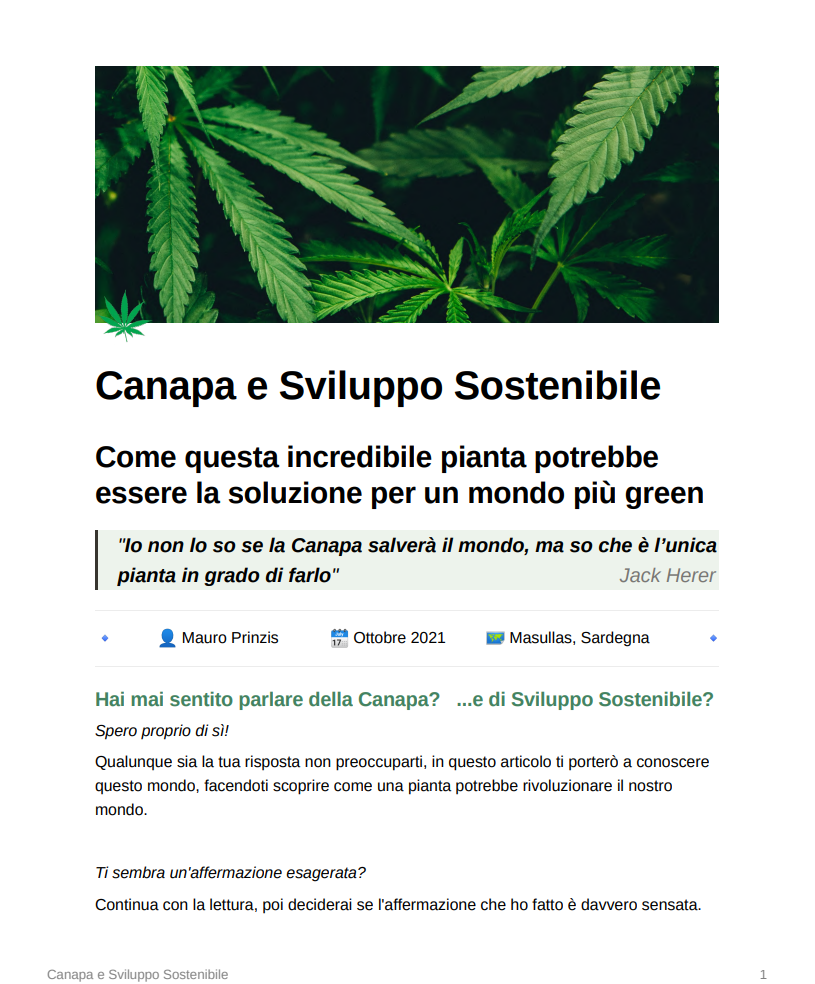 Canapa e Sviluppo Sostenibile
Come questa incredibile pianta potrebbe
essere la soluzione per un mondo più green
"Io non lo so se la Canapa salverà il mondo, ma so che è l’unica
pianta in grado di farlo" Jack Herer
Mauro Prinzis Ottobre 2021 Masullas, Sardegna
Hai mai sentito parlare della Canapa? ...e di Sviluppo Sostenibile?
Spero proprio di sì!
Qualunque sia la tua risposta non preoccuparti, in questo articolo ti porterò a conoscere
questo mondo, facendoti scoprire come una pianta potrebbe rivoluzionare il nostro
mondo.
Ti sembra un'affermazione esagerata?
Continua con la lettura, poi deciderai se l'affermazione che ho fatto è davvero sensata.
Canapa e Sviluppo Sostenibile 1